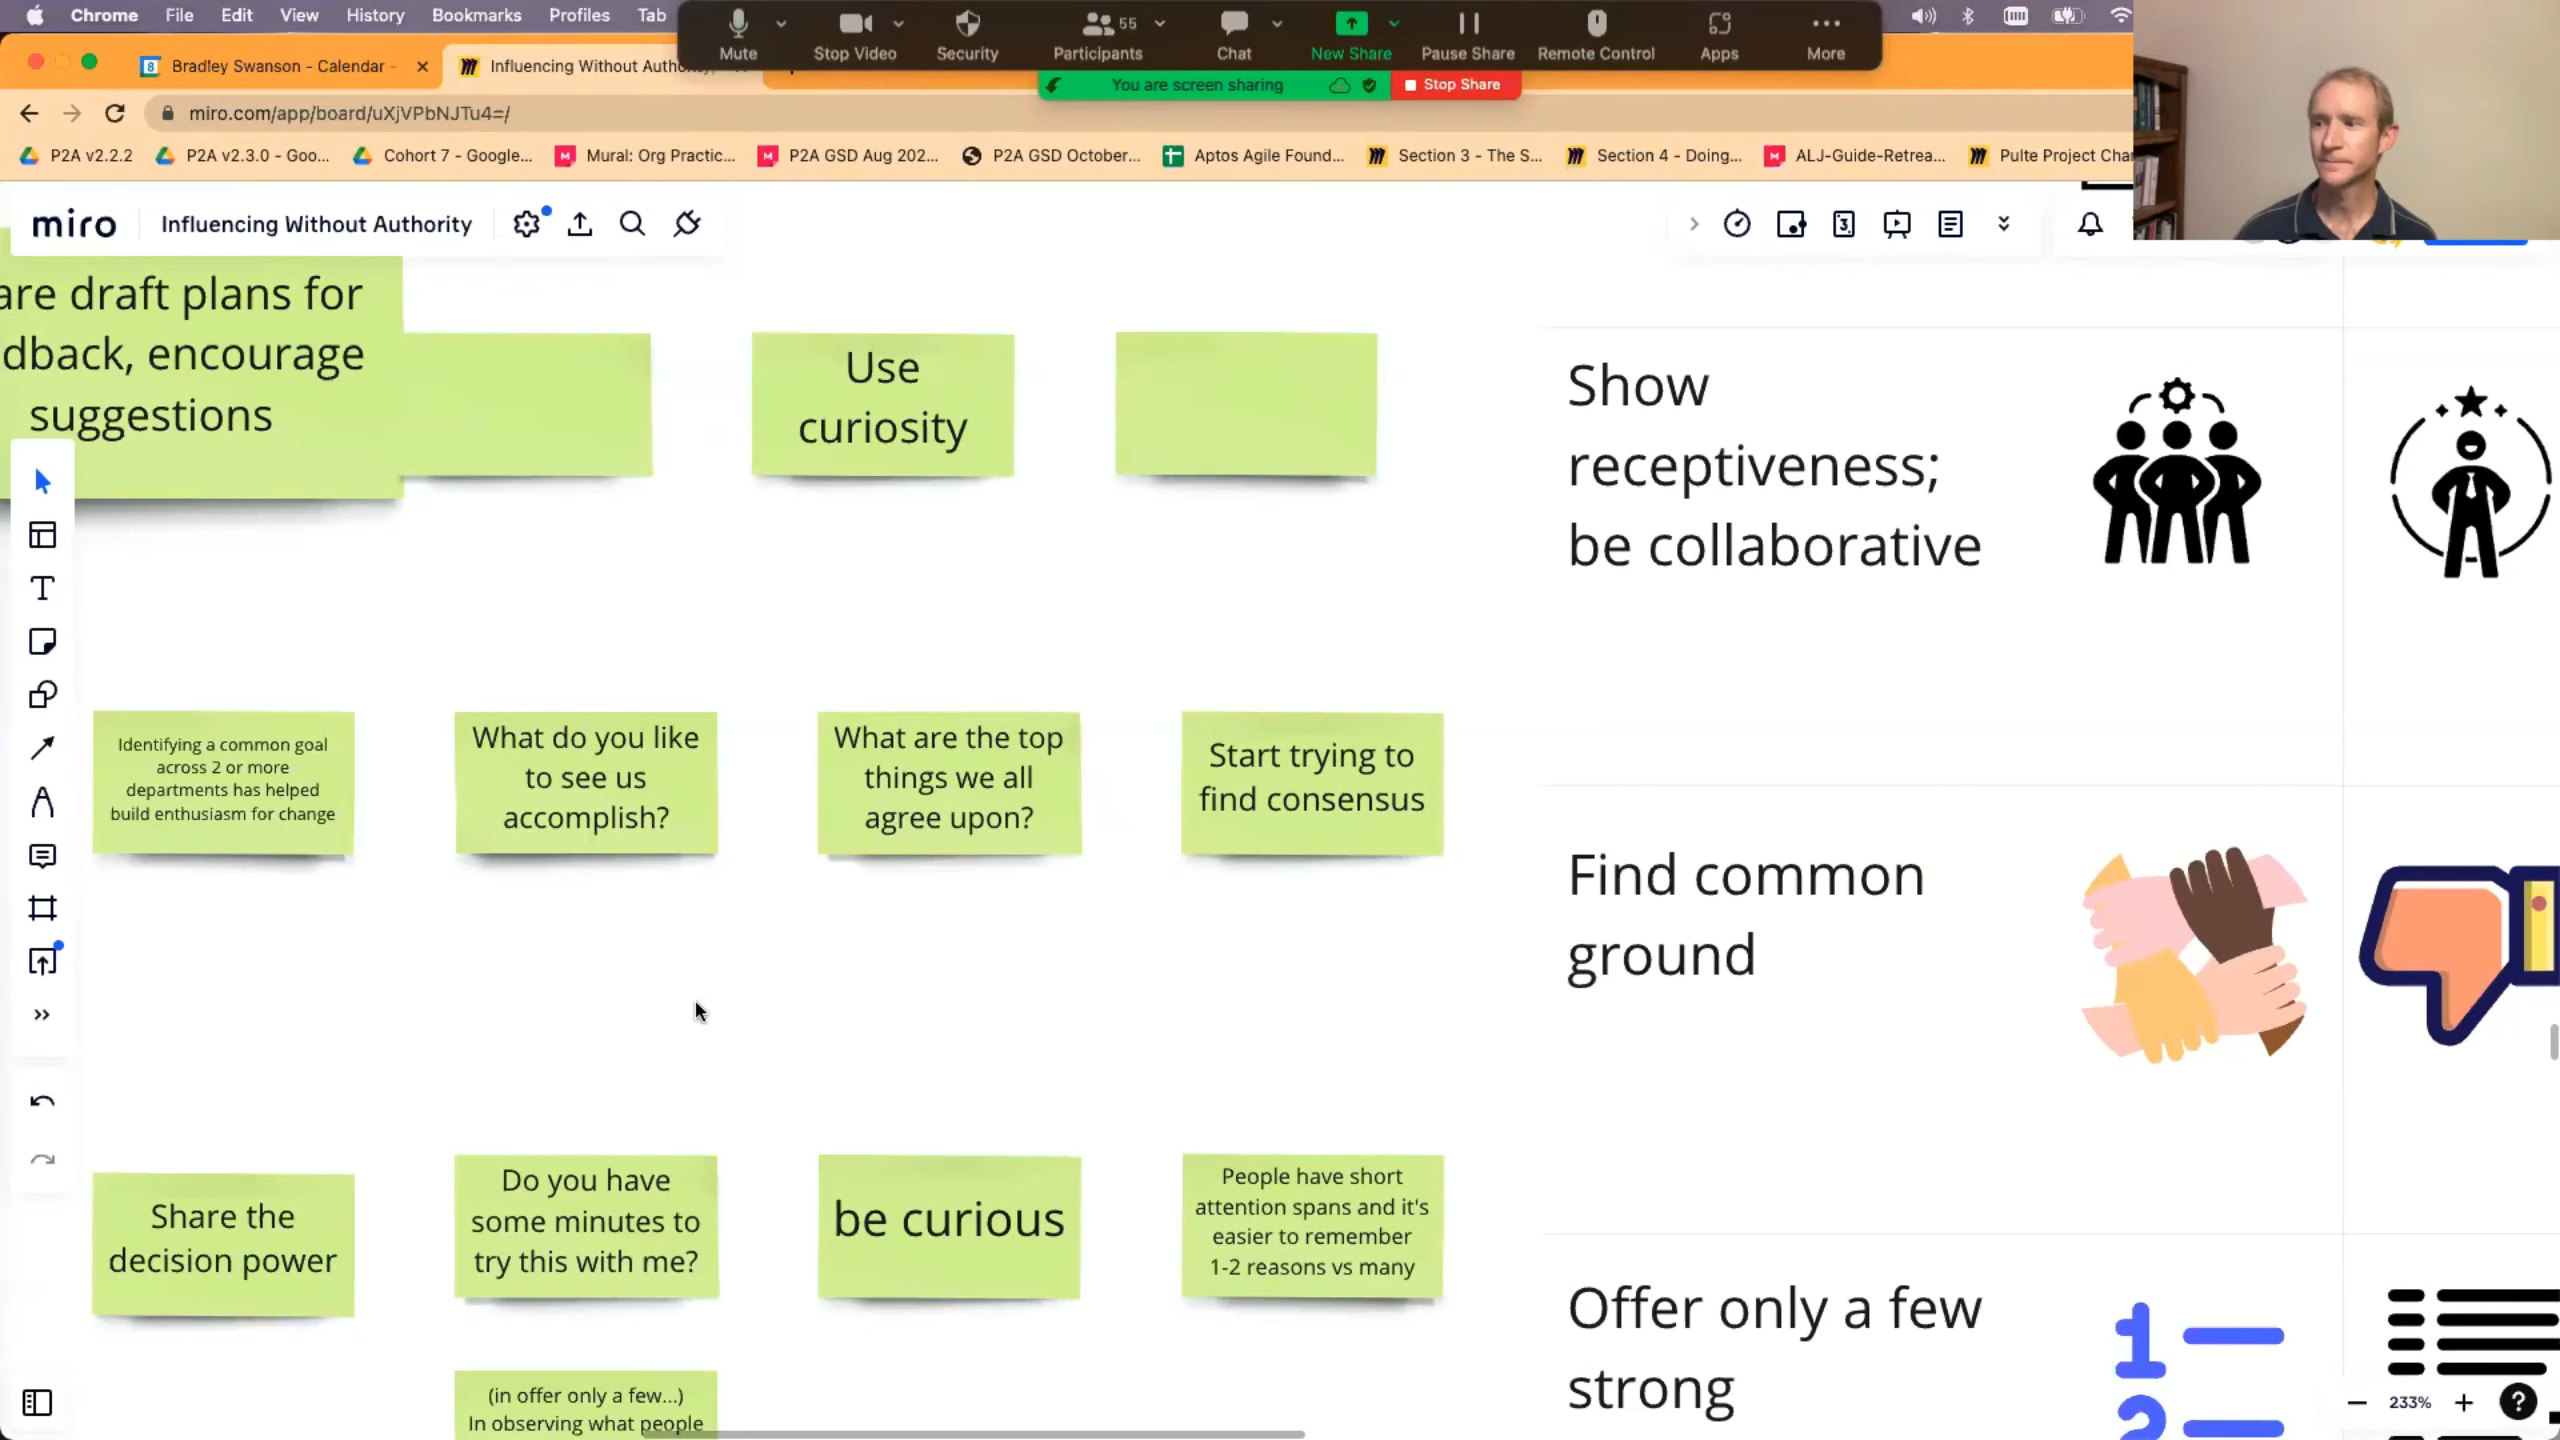 Chrome File Edit View History Bookmarks Profiles Tab
Mute Stop Video Security Participants 55 Chat New Share Pause Share Remote Control Apps More
You are screen sharing Stop Share
8 Bradley Swanson - Calendar - Influencing Without Authority
miro.com/app/board/uXjVPbNJTu4=/
P2A v2.2.2 P2A v2.3.0 - Goo... Cohort 7 - Google... Mural: Org Practic... P2A GSD Aug 202... P2A GSD October... Aptos Agile Found... Section 3 - The S... Section 4 - Doing... ALJ-Guide-Retrea... Pulte Project Char
miro Influencing Without Authority 3
are draft plans for
dback, encourage
suggestions
Use
curiosity
Show
receptiveness;
be collaborative
Identifying a common goal
across 2 or more
departments has helped
build enthusiasm for change
What do you like
to see us
accomplish?
What are the top
things we all
agree upon?
Start trying to
find consensus
Find common
ground
Share the
decision power
Do you have
some minutes to
try this with me?
be curious
People have short
attention spans and it's
easier to remember
1-2 reasons vs many
(in offer only a few...)
In observing what people
Offer only a few
strong
1
2
233%